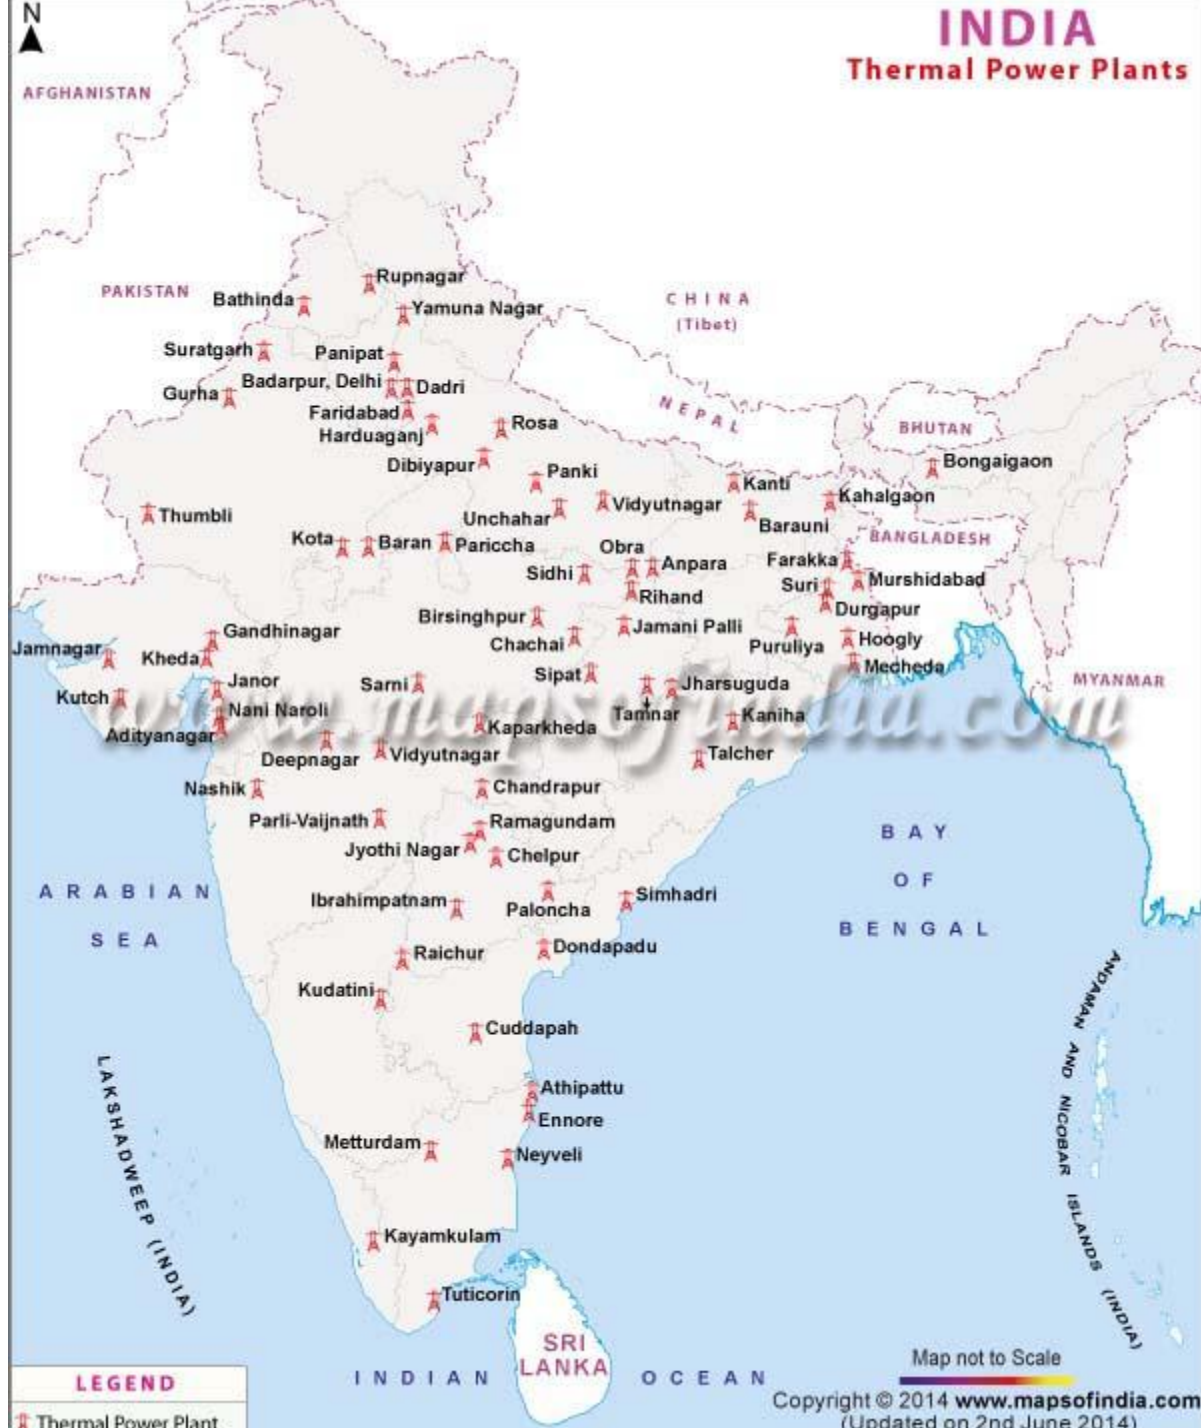 N
INDIA
Thermal Power Plants
AFGHANISTAN
PAKISTAN
CHINA
(Tibet)
NEPAL
BHUTAN
BANGLADESH
MYANMAR
Rupnagar
Bathinda
Yamuna Nagar
Suratgarh
Panipat
Badarpur, Delhi
Dadri
Gurha
Faridabad
Harduaganj
Rosa
Dibiyapur
Panki
Bongaigaon
Kanti
Kahalgaon
Vidyutnagar
Unchahar
Barauni
Thumbli
Kota
Baran
Pariccha
Obra
Anpara
Farakka
Sidhi
Murshidabad
Suri
Rihand
Durgapur
Birsinghpur
Jamani Palli
Chachai
Puruliya
Hoogly
Gandhinagar
Jamnagar
Kheda
Mecheda
Janor
Sarni
Sipat
Jharsuguda
Kutch
Nani Naroli
Tamnar
Kaniha
www.mapsofindia.com
Adityanagar
Kaparkheda
Deepnagar
Vidyutnagar
Talcher
Nashik
Chandrapur
Parli-Vaijnath
Ramagundam
Jyothi Nagar
Chelpur
Ibrahimpatnam
Paloncha
Simhadri
Raichur
Dondapadu
Kudatini
Cuddapah
Athipattu
Ennore
Metturdam
Neyveli
Kayamkulam
Tuticorin
ARABIAN
SEA
BAY
OF
BENGAL
LAKSHADWEEP (INDIA)
ANDAMAN AND NICOBAR ISLANDS (INDIA)
SRI
LANKA
INDIAN OCEAN
LEGEND
Thermal Power Plant
Map not to Scale
Copyright © 2014 www.mapsofindia.com
(Updated on 2nd June 2014)